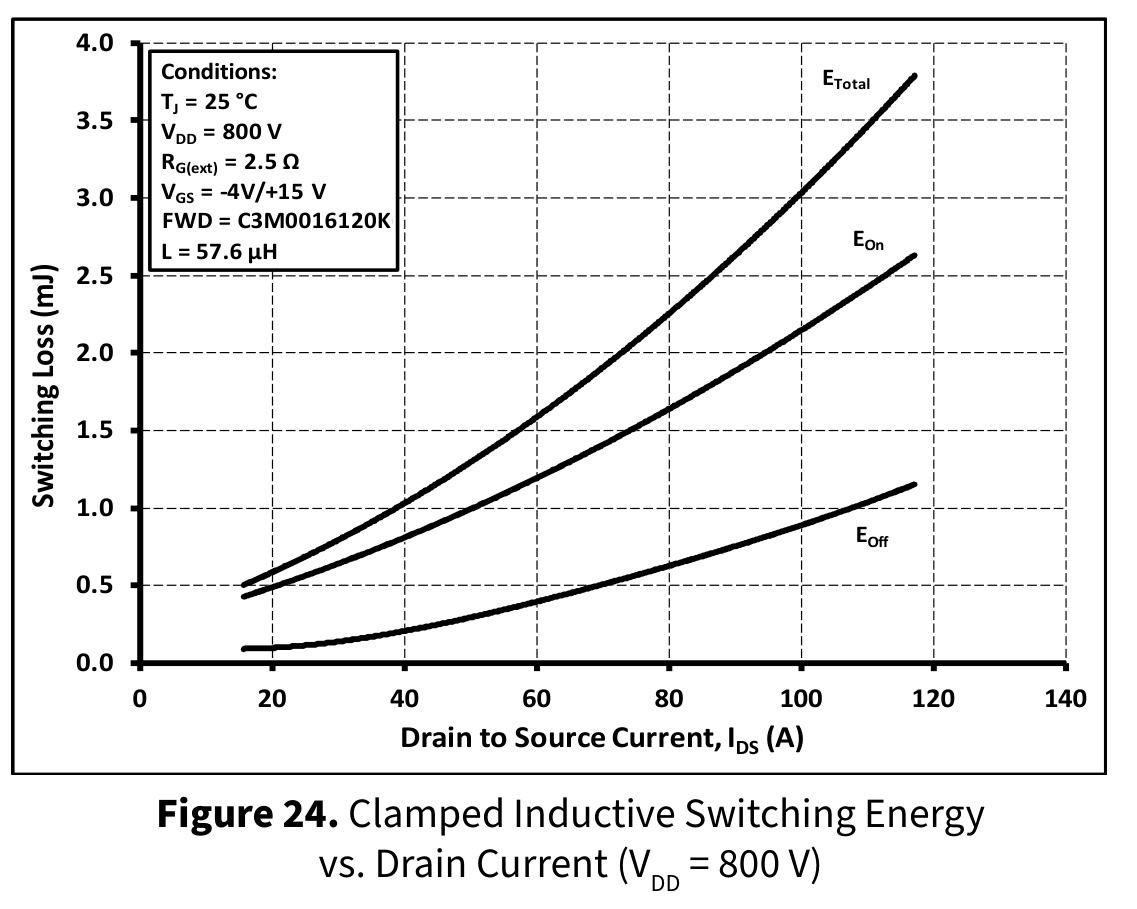 4.0
3.5
3.0
2.5
2.0
1.5
1.0
0.5
0.0
Switching Loss (mJ)
Conditions:
TJ = 25 °C
VDD = 800 V
RG(ext) = 2.5 Ω
VGS = -4V/+15 V
FWD = C3M0016120K
L = 57.6 μH
ETotal
EOn
EOff
0 20 40 60 80 100 120 140
Drain to Source Current, IDS (A)
Figure 24. Clamped Inductive Switching Energy
vs. Drain Current (VDD = 800 V)